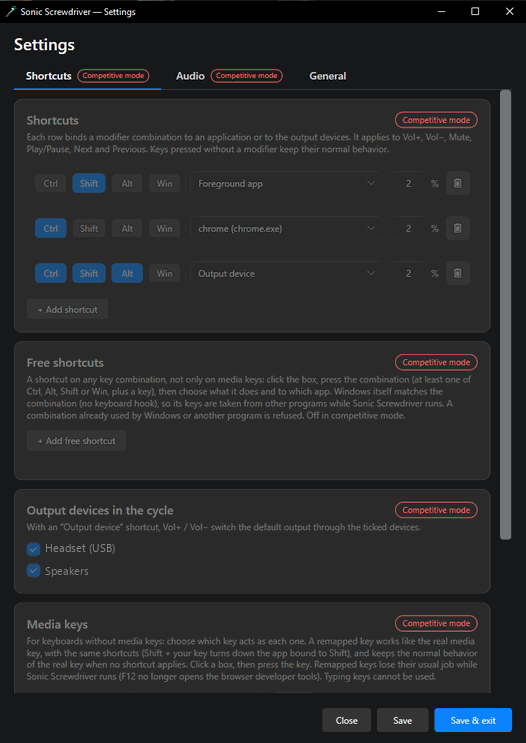 Sonic Screwdriver — Settings
Settings
Shortcuts Competitive mode Audio Competitive mode General
Shortcuts Competitive mode
Each row binds a modifier combination to an application or to the output devices. It applies to Vol+, Vol−, Mute,
Play/Pause, Next and Previous. Keys pressed without a modifier keep their normal behavior.
Ctrl Shift Alt Win Foreground app 2 %
Ctrl Shift Alt Win chrome (chrome.exe) 2 %
Ctrl Shift Alt Win Output device 2 %
+ Add shortcut
Free shortcuts Competitive mode
A shortcut on any key combination, not only on media keys: click the box, press the combination (at least one of
Ctrl, Alt, Shift or Win, plus a key), then choose what it does and to which app. Windows itself matches the
combination (no keyboard hook), so its keys are taken from other programs while Sonic Screwdriver runs. A
combination already used by Windows or another program is refused. Off in competitive mode.
+ Add free shortcut
Output devices in the cycle Competitive mode
With an "Output device" shortcut, Vol+ / Vol− switch the default output through the ticked devices.
Headset (USB)
Speakers
Media keys Competitive mode
For keyboards without media keys: choose which key acts as each one. A remapped key works like the real media
key, with the same shortcuts (Shift + your key turns down the app bound to Shift), and keeps the normal behavior
of the real key when no shortcut applies. Click a box, then press the key. Remapped keys lose their usual job while
Sonic Screwdriver runs (F12 no longer opens the browser developer tools). Typing keys cannot be used.
Close Save Save & exit